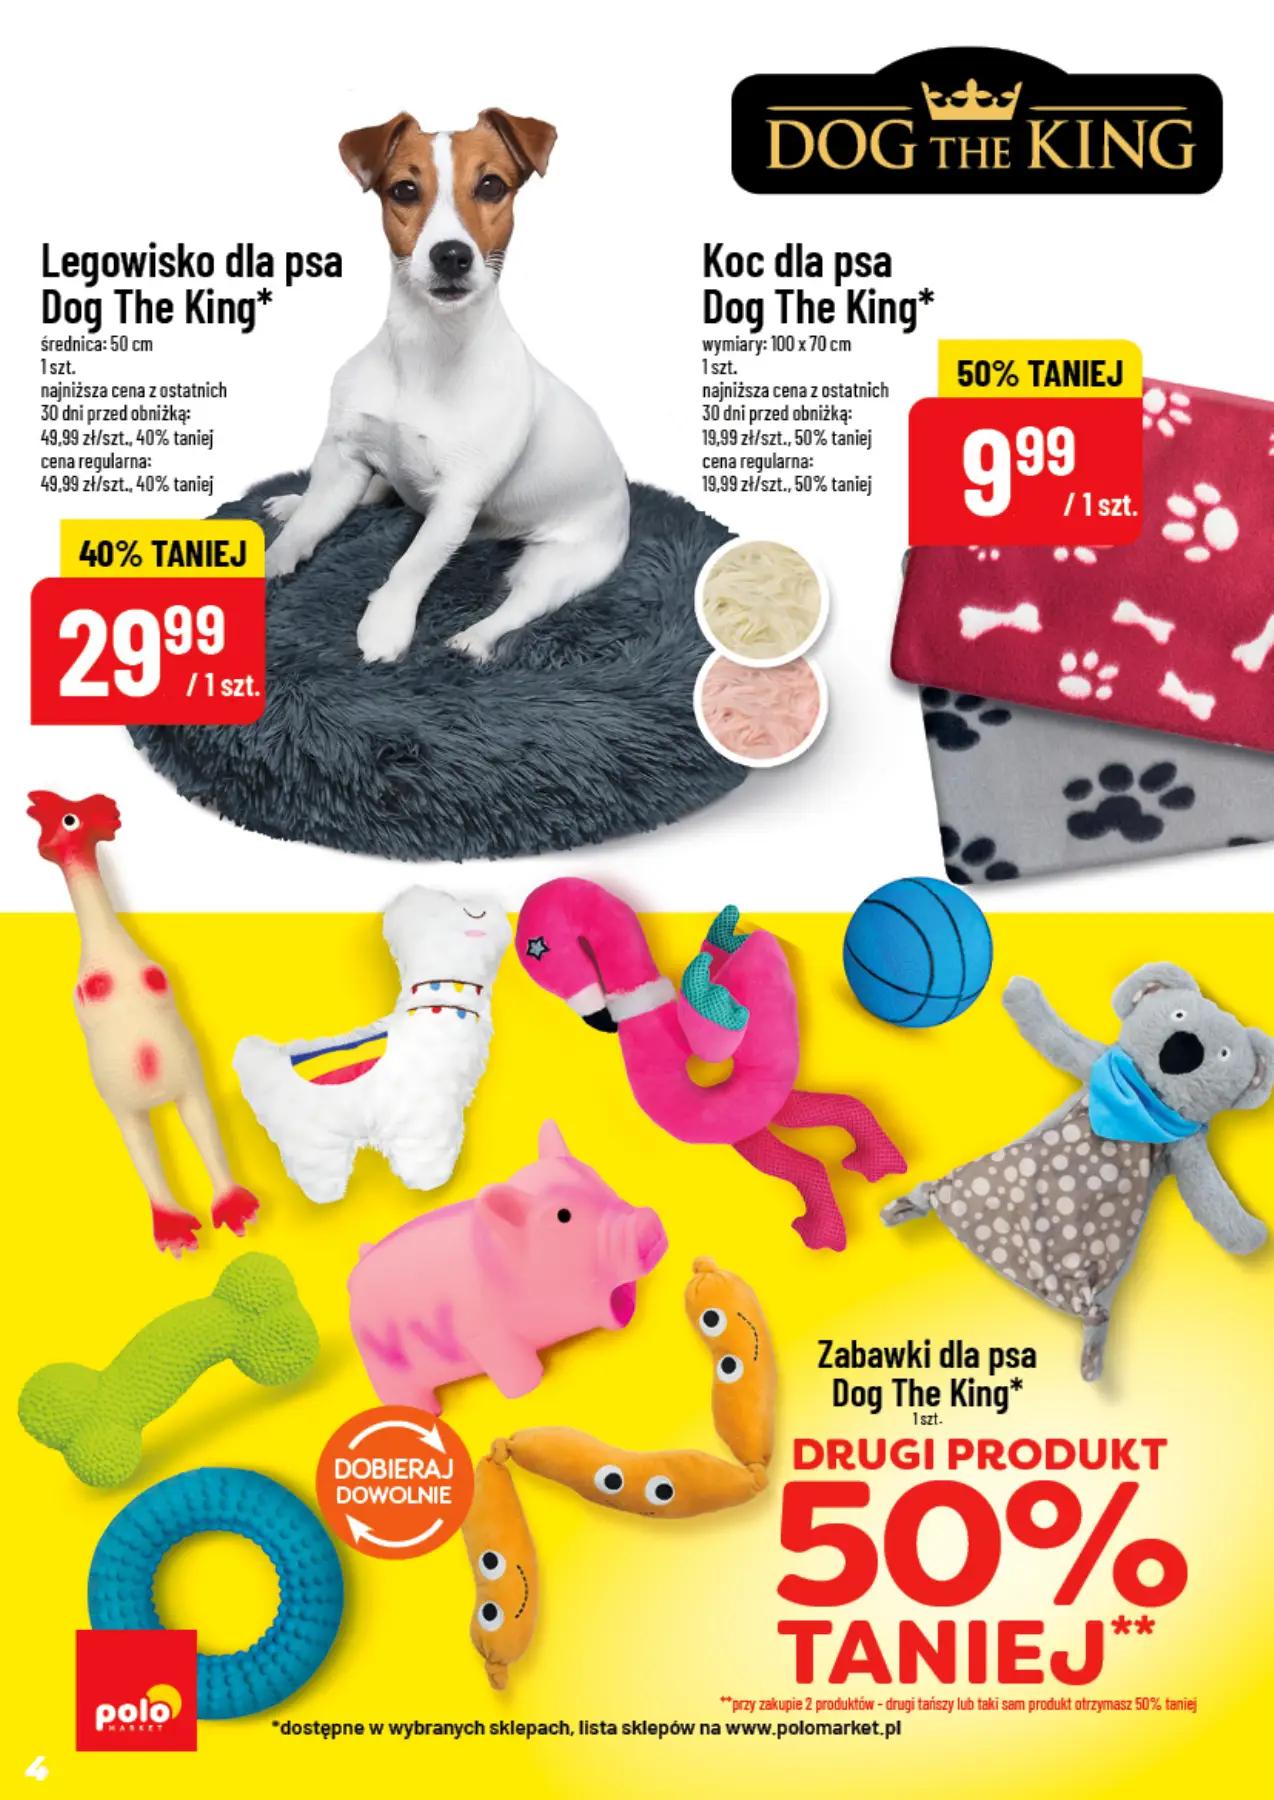 DOG THE KING
Legowisko dla psa
Dog The King*
średnica: 50 cm
1 szt.
najniższa cena z ostatnich
30 dni przed obniżką:
49,99 zł/szt., 40% taniej
cena regularna:
49,99 zł/szt., 40% taniej
40% TANIEJ
29 99
/ 1 szt.
Koc dla psa
Dog The King*
wymiary: 100 x 70 cm
1 szt.
najniższa cena z ostatnich
30 dni przed obniżką:
19,99 zł/szt., 50% taniej
cena regularna:
19,99 zł/szt., 50% taniej
50% TANIEJ
9 99
/ 1 szt.
Zabawki dla psa
Dog The King*
1 szt.
DOBIERAJ
DOWOLNIE
DRUGI PRODUKT
50%
TANIEJ**
**przy zakupie 2 produktów - drugi tańszy lub taki sam produkt otrzymasz 50% taniej
polo
MARKET
*dostępne w wybranych sklepach, lista sklepów na www.polomarket.pl
4